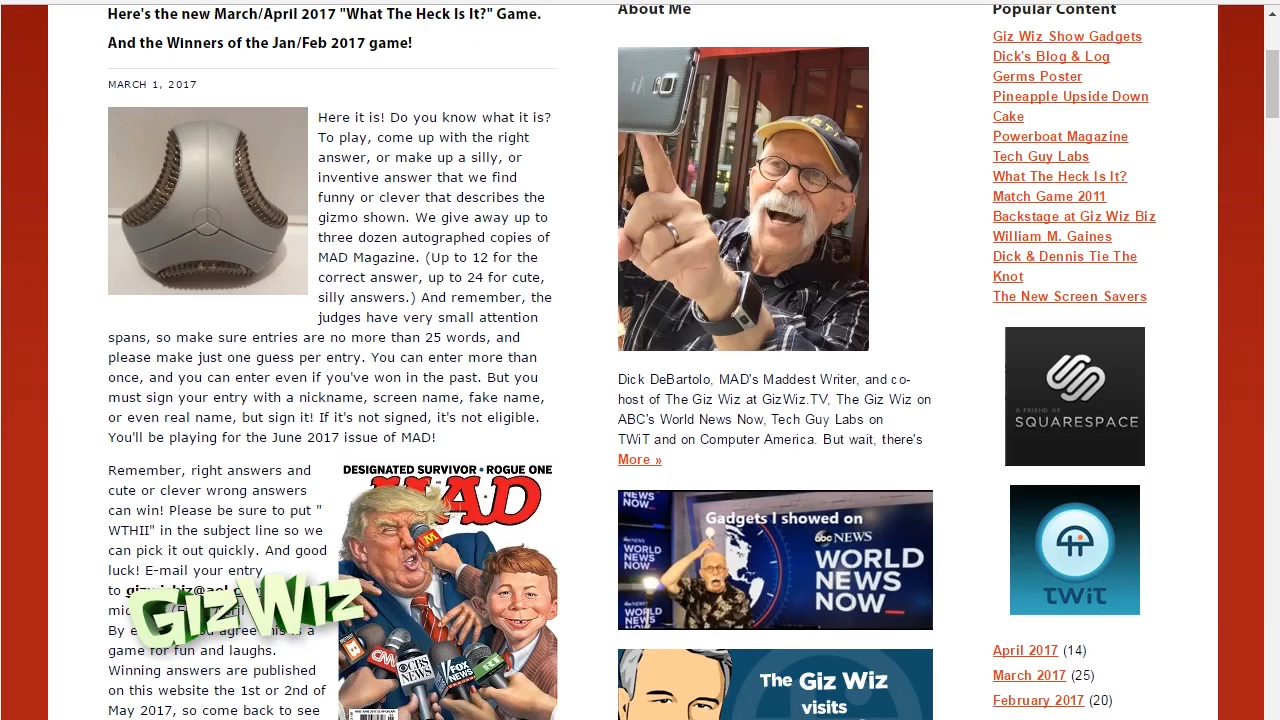 Here's the new March/April 2017 "What The Heck Is It?" Game.
And the Winners of the Jan/Feb 2017 game!
MARCH 1, 2017
Here it is! Do you know what it is?
To play, come up with the right
answer, or make up a silly, or
inventive answer that we find
funny or clever that describes the
gizmo shown. We give away up to
three dozen autographed copies of
MAD Magazine. (Up to 12 for the
correct answer, up to 24 for cute,
silly answers.) And remember, the
judges have very small attention
spans, so make sure entries are no more than 25 words, and
please make just one guess per entry. You can enter more than
once, and you can enter even if you've won in the past. But you
must sign your entry with a nickname, screen name, fake name,
or even real name, but sign it! If it's not signed, it's not eligible.
You'll be playing for the June 2017 issue of MAD!
Remember, right answers and
cute or clever wrong answers
can win! Please be sure to put "
WTHII" in the subject line so we
can pick it out quickly. And good
luck! E-mail your entry
to
By
game for fun and laughs.
Winning answers are published
on this website the 1st or 2nd of
May 2017, so come back to see
GizWiz
DESIGNATED SURVIVOR • ROGUE ONE
MAD
M
CNN
CBS
NEWS
FOX
NEWS
About Me
JETT
Dick DeBartolo, MAD's Maddest Writer, and co-
host of The Giz Wiz at GizWiz.TV, The Giz Wiz on
ABC's World News Now, Tech Guy Labs on
TWiT and on Computer America. But wait, there's
More »
NEWS
NOW
WORLD
NEWS
NOW
WORLD
NEWS
Gadgets I showed on
abc NEWS
WORLD
NEWS
NOW
The Giz Wiz
visits
Popular Content
Giz Wiz Show Gadgets
Dick's Blog & Log
Germs Poster
Pineapple Upside Down
Cake
Powerboat Magazine
Tech Guy Labs
What The Heck Is It?
Match Game 2011
Backstage at Giz Wiz Biz
William M. Gaines
Dick & Dennis Tie The
Knot
The New Screen Savers
A FRIEND OF
SQUARESPACE
TWiT
April 2017 (14)
March 2017 (25)
February 2017 (20)